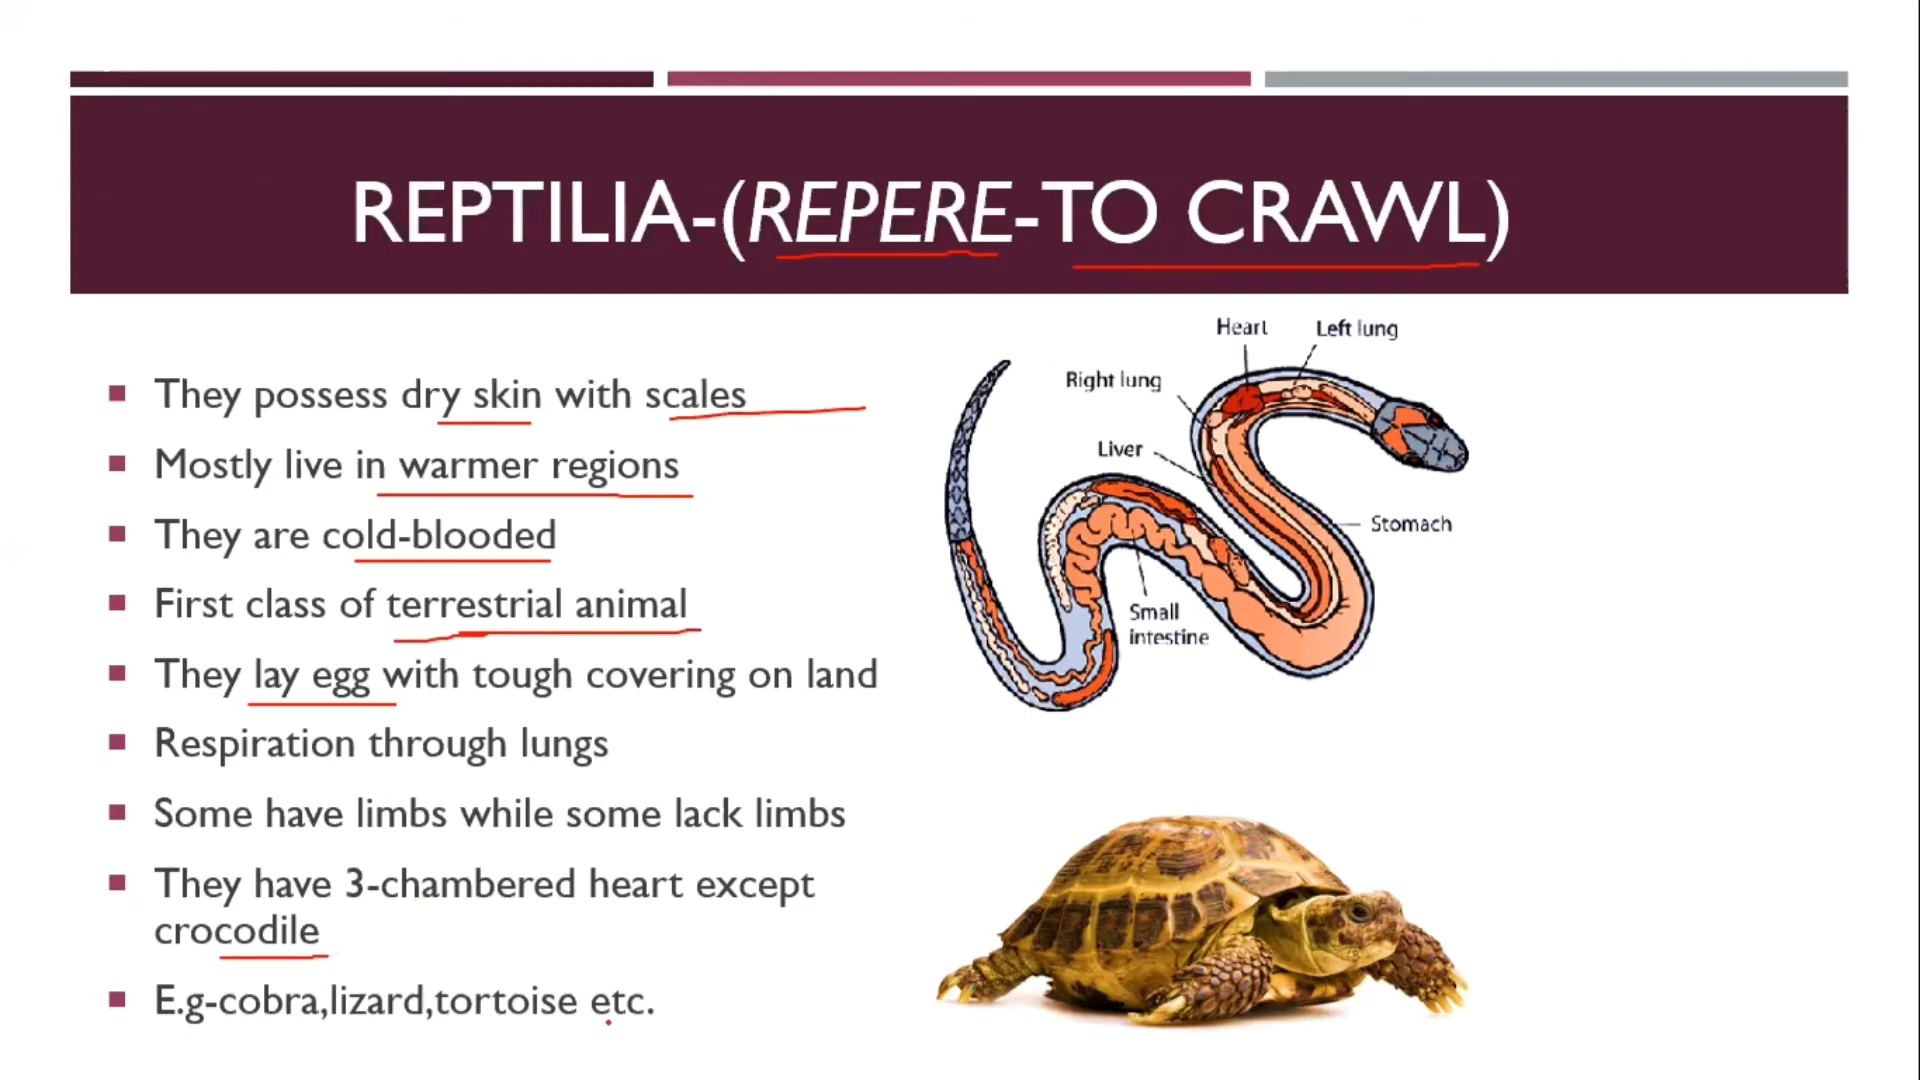 REPTILIA-(REPERE-TO CRAWL)
They possess dry skin with scales
Mostly live in warmer regions
They are cold-blooded
First class of terrestrial animal
They lay egg with tough covering on land
Respiration through lungs
Some have limbs while some lack limbs
They have 3-chambered heart except
crocodile
E.g-cobra,lizard,tortoise etc.
Heart
Left lung
Right lung
Liver
Stomach
Small
intestine